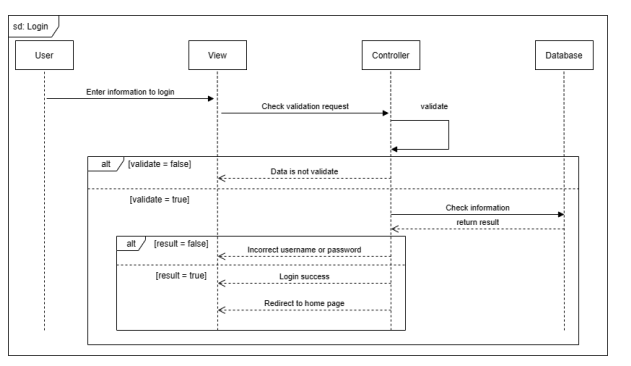 sd: Login
User
View
Controller
Database
Enter information to login
Check validation request
validate
alt
[validate = false]
Data is not validate
[validate = true]
Check information
return result
alt
[result = false]
Incorrect username or password
[result = true]
Login success
Redirect to home page